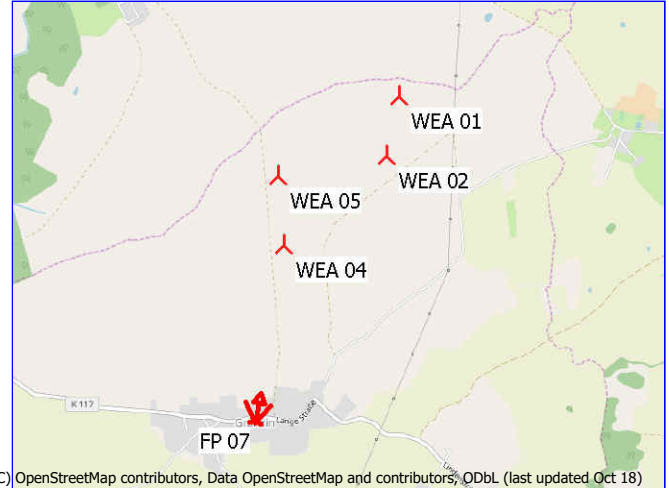 WEA 01
WEA 02
WEA 05
WEA 04
K 117
Lange Straße
FP 07
C) OpenStreetMap contributors, Data OpenStreetMap and contributors, ODbL (last updated Oct 18)